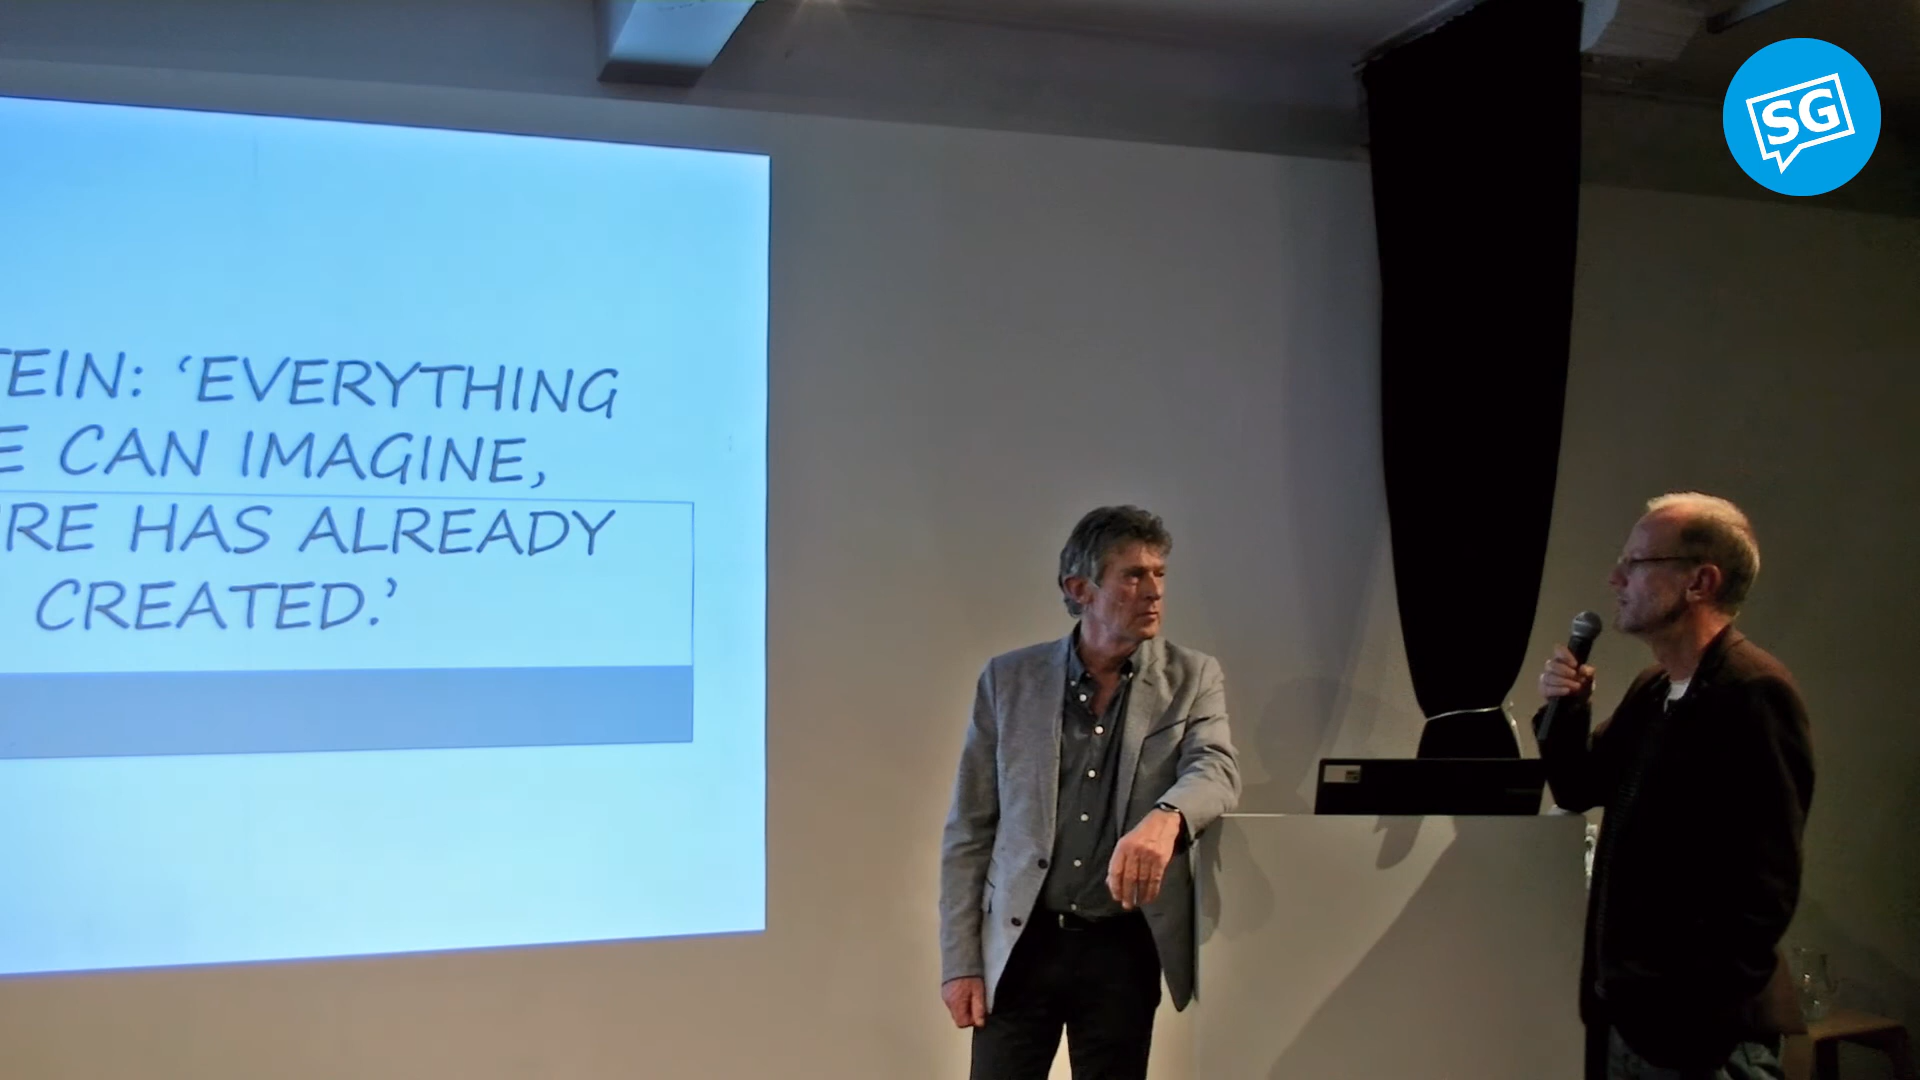 TEIN: ‘EVERYTHING
E CAN IMAGINE,
RE HAS ALREADY
CREATED.’
SG